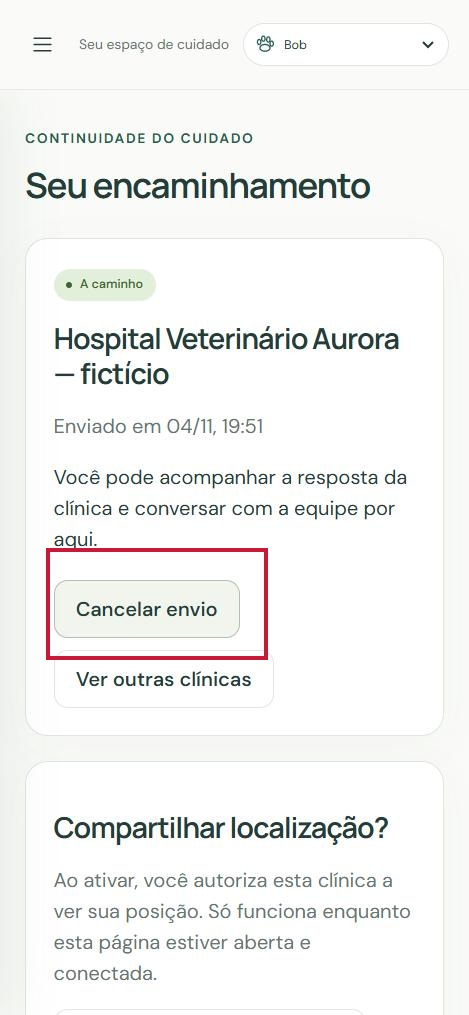 Seu espaço de cuidado
Bob
CONTINUIDADE DO CUIDADO
Seu encaminhamento
A caminho
Hospital Veterinário Aurora
— fictício
Enviado em 04/11, 19:51
Você pode acompanhar a resposta da
clínica e conversar com a equipe por
aqui.
Cancelar envio
Ver outras clínicas
Compartilhar localização?
Ao ativar, você autoriza esta clínica a
ver sua posição. Só funciona enquanto
esta página estiver aberta e
conectada.